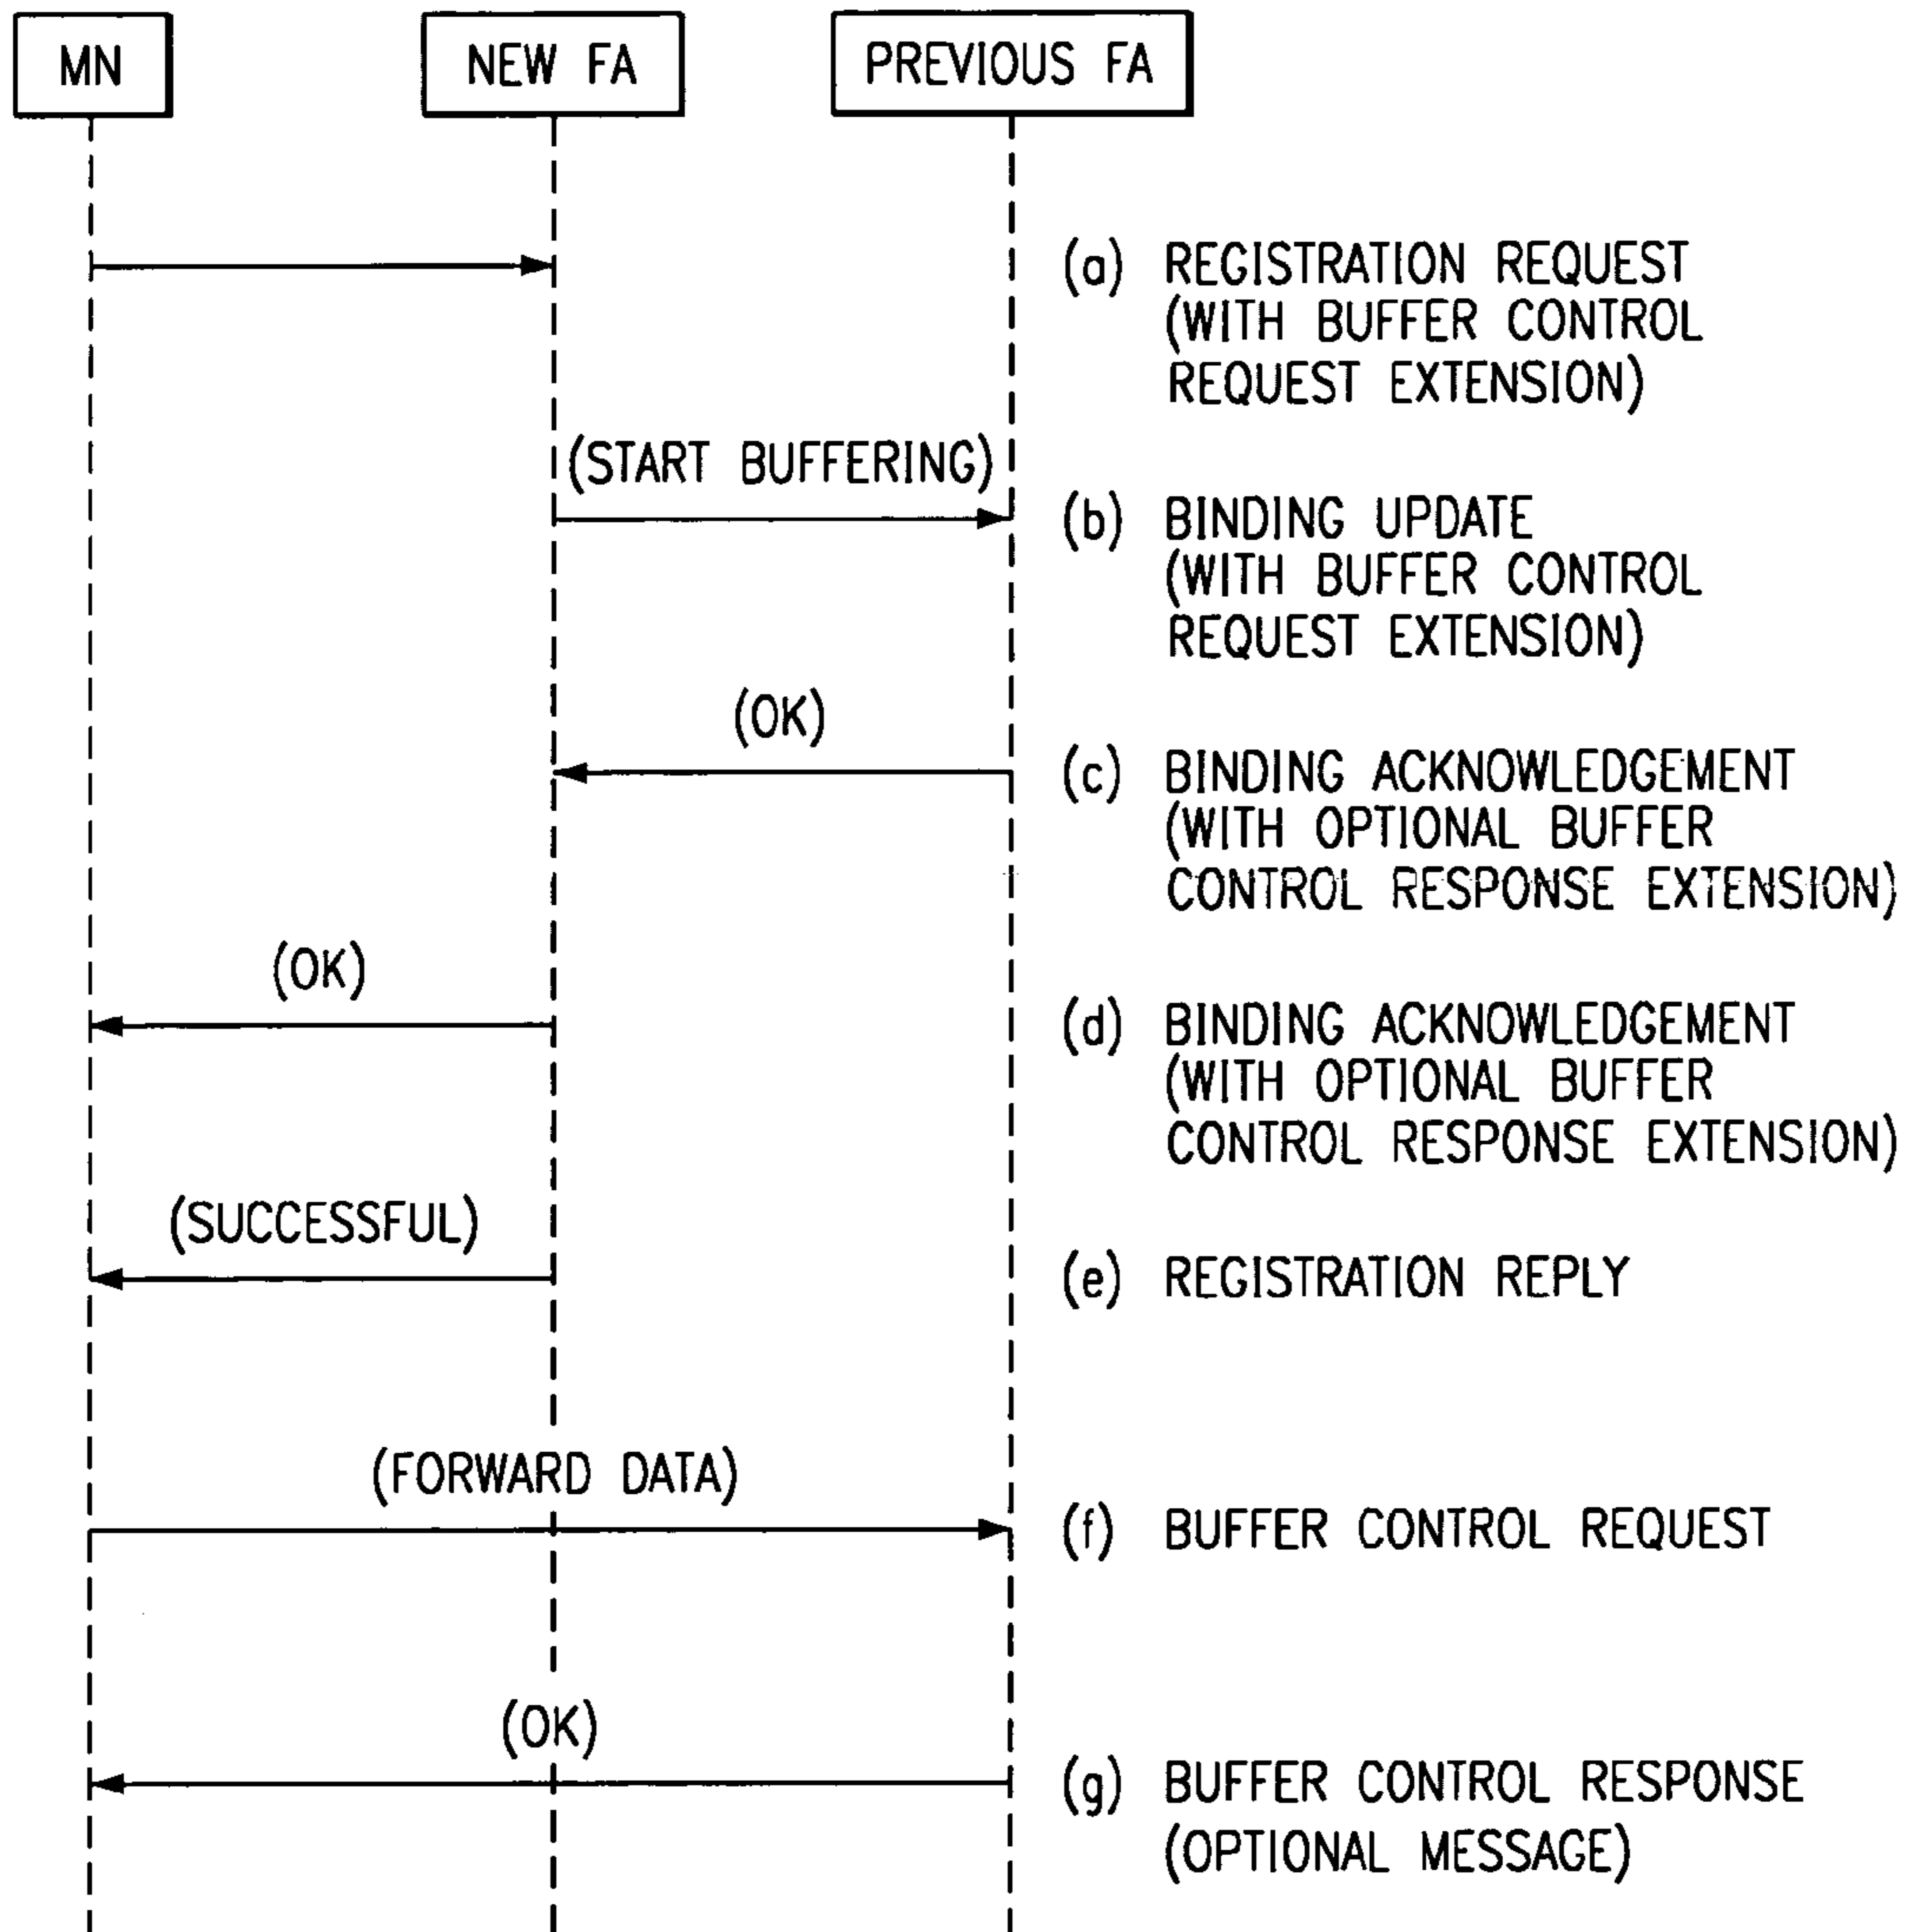 MN
NEW FA
PREVIOUS FA
(a) REGISTRATION REQUEST
(WITH BUFFER CONTROL
REQUEST EXTENSION)
(START BUFFERING)
(b) BINDING UPDATE
(WITH BUFFER CONTROL
REQUEST EXTENSION)
(OK)
(c) BINDING ACKNOWLEDGEMENT
(WITH OPTIONAL BUFFER
CONTROL RESPONSE EXTENSION)
(OK)
(d) BINDING ACKNOWLEDGEMENT
(WITH OPTIONAL BUFFER
CONTROL RESPONSE EXTENSION)
(SUCCESSFUL)
(e) REGISTRATION REPLY
(FORWARD DATA)
(f) BUFFER CONTROL REQUEST
(OK)
(g) BUFFER CONTROL RESPONSE
(OPTIONAL MESSAGE)